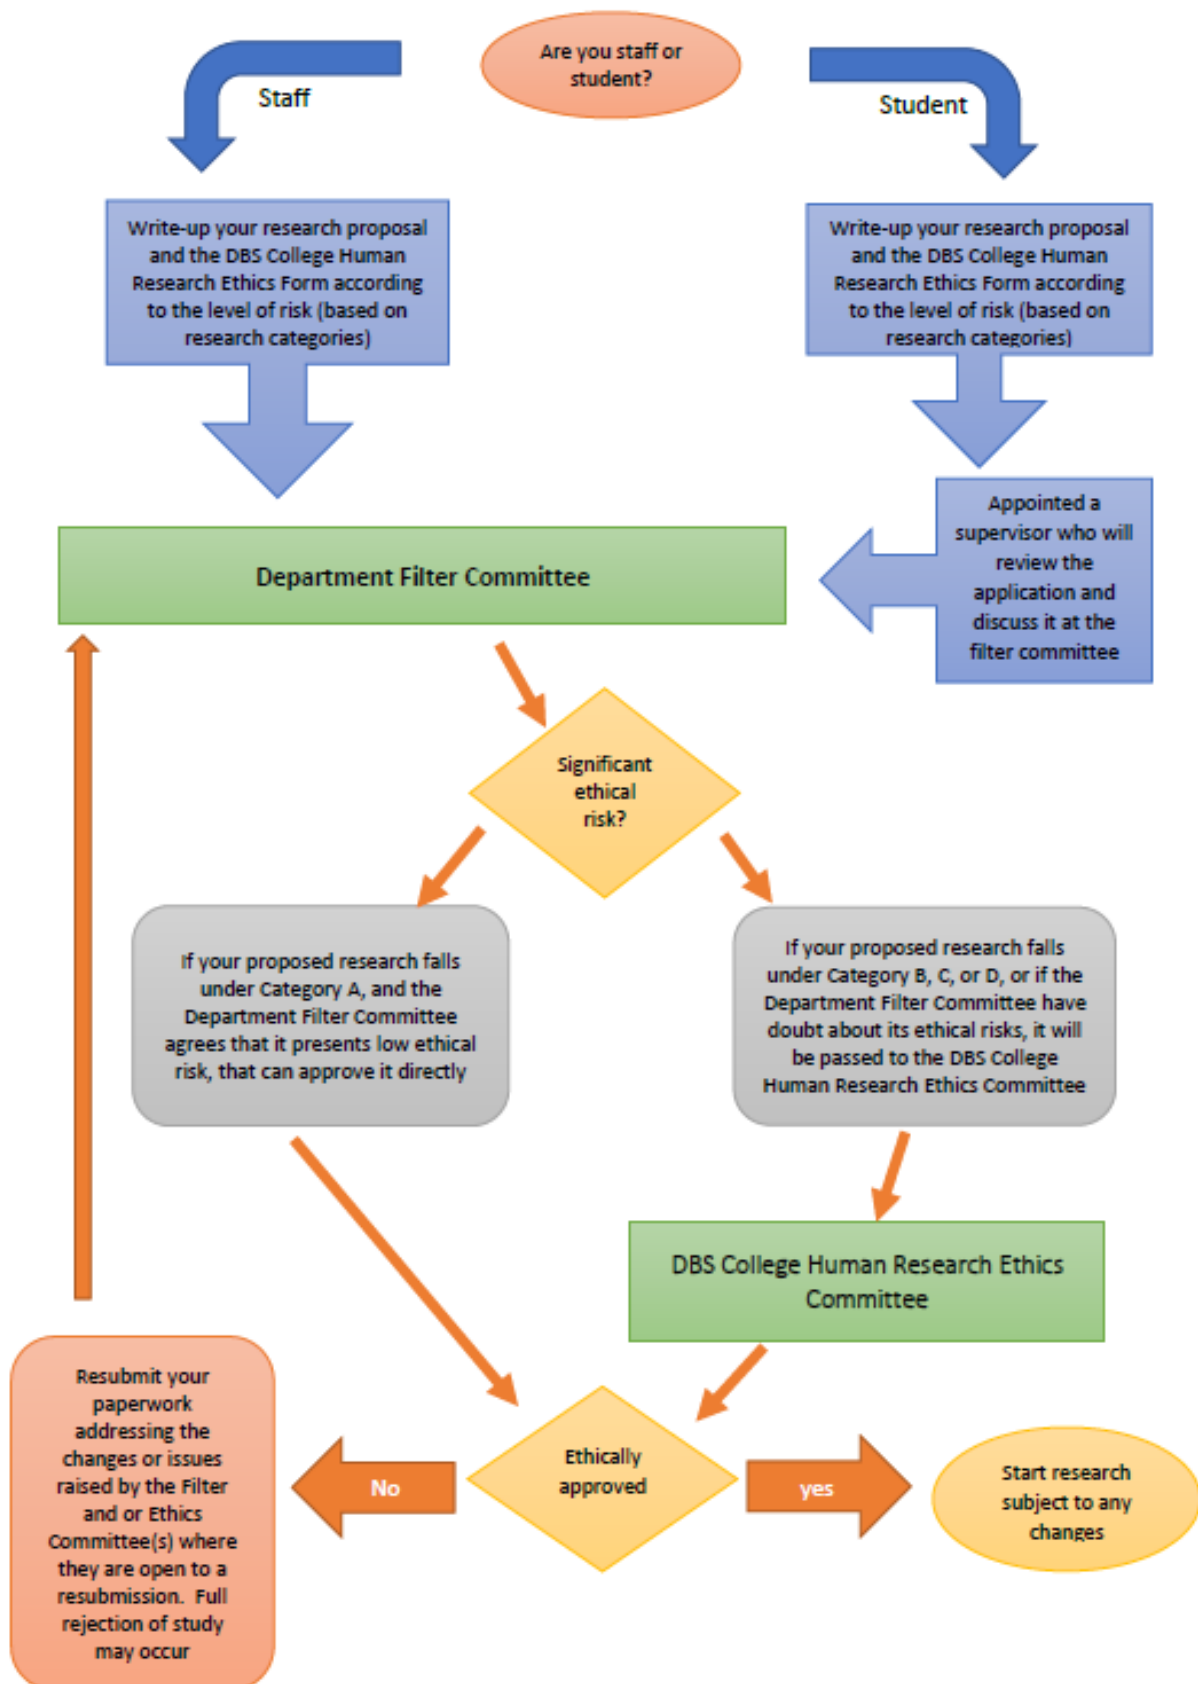 Are you staff or
student?
Staff
Student
Write-up your research proposal
and the DBS College Human
Research Ethics Form according
to the level of risk (based on
research categories)
Write-up your research proposal
and the DBS College Human
Research Ethics Form according
to the level of risk (based on
research categories)
Appointed a
supervisor who will
review the
application and
discuss it at the
filter committee
Department Filter Committee
Significant
ethical
risk?
If your proposed research falls
under Category A, and the
Department Filter Committee
agrees that it presents low ethical
risk, that can approve it directly
If your proposed research falls
under Category B, C, or D, or if the
Department Filter Committee have
doubt about its ethical risks, it will
be passed to the DBS College
Human Research Ethics Committee
DBS College Human Research Ethics
Committee
Resubmit your
paperwork
addressing the
changes or issues
raised by the Filter
and or Ethics
Committee(s) where
they are open to a
resubmission.  Full
rejection of study
may occur
No
Ethically
approved
yes
Start research
subject to any
changes